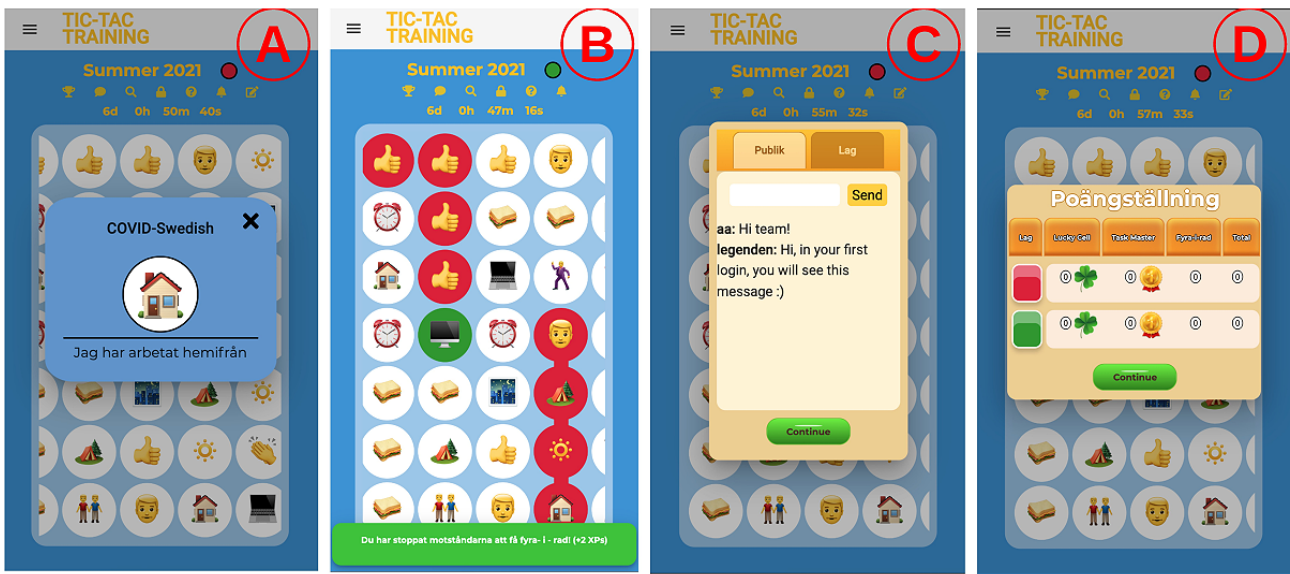 TIC-TAC
TRAINING
A
Summer 2021
6d 0h 50m 40s
COVID-Swedish
Jag har arbetat hemifrån
TIC-TAC
TRAINING
B
Summer 2021
6d 0h 47m 16s
Du har stoppat motståndarna att få fyra- i - rad! (+2 XPs)
TIC-TAC
TRAINING
C
Summer 2021
6d 0h 55m 32s
Publik Lag
Send
aa: Hi team!
legenden: Hi, in your first
login, you will see this
message :)
Continue
TIC-TAC
TRAINING
D
Summer 2021
6d 0h 57m 33s
Poängställning
Lag Lucky Cell Task Master Fyra-i-rad Total
0 0 0 0
0 0 0 0
Continue